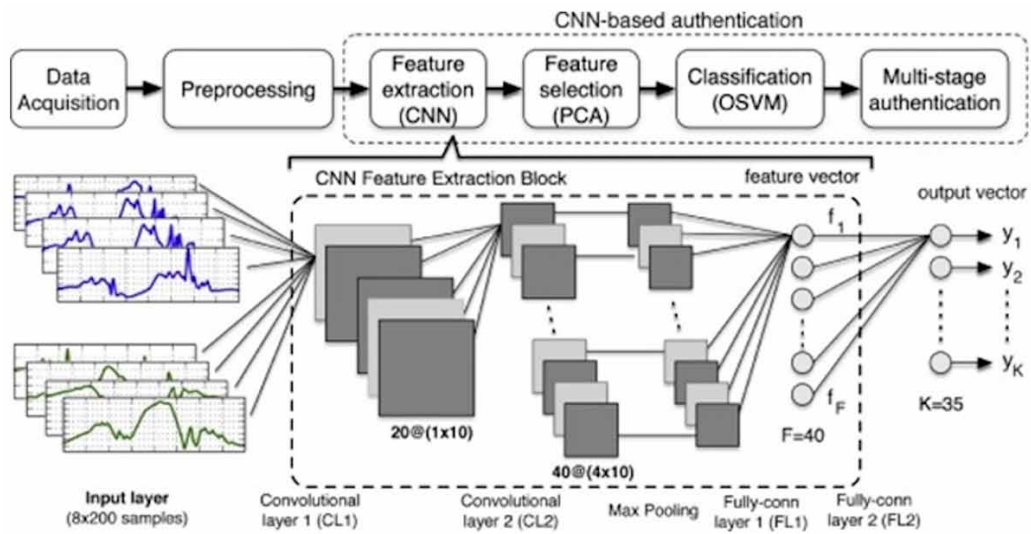 CNN-based authentication
Data
Acquisition
Preprocessing
Feature
extraction
(CNN)
Feature
selection
(PCA)
Classification
(OSVM)
Multi-stage
authentication
CNN Feature Extraction Block
feature vector
output vector
f1
y1
y2
yK
fF
K=35
F=40
20@(1x10)
40@(4x10)
Input layer
(8x200 samples)
Convolutional
layer 1 (CL1)
Convolutional
layer 2 (CL2)
Max Pooling
Fully-conn
layer 1 (FL1)
Fully-conn
layer 2 (FL2)